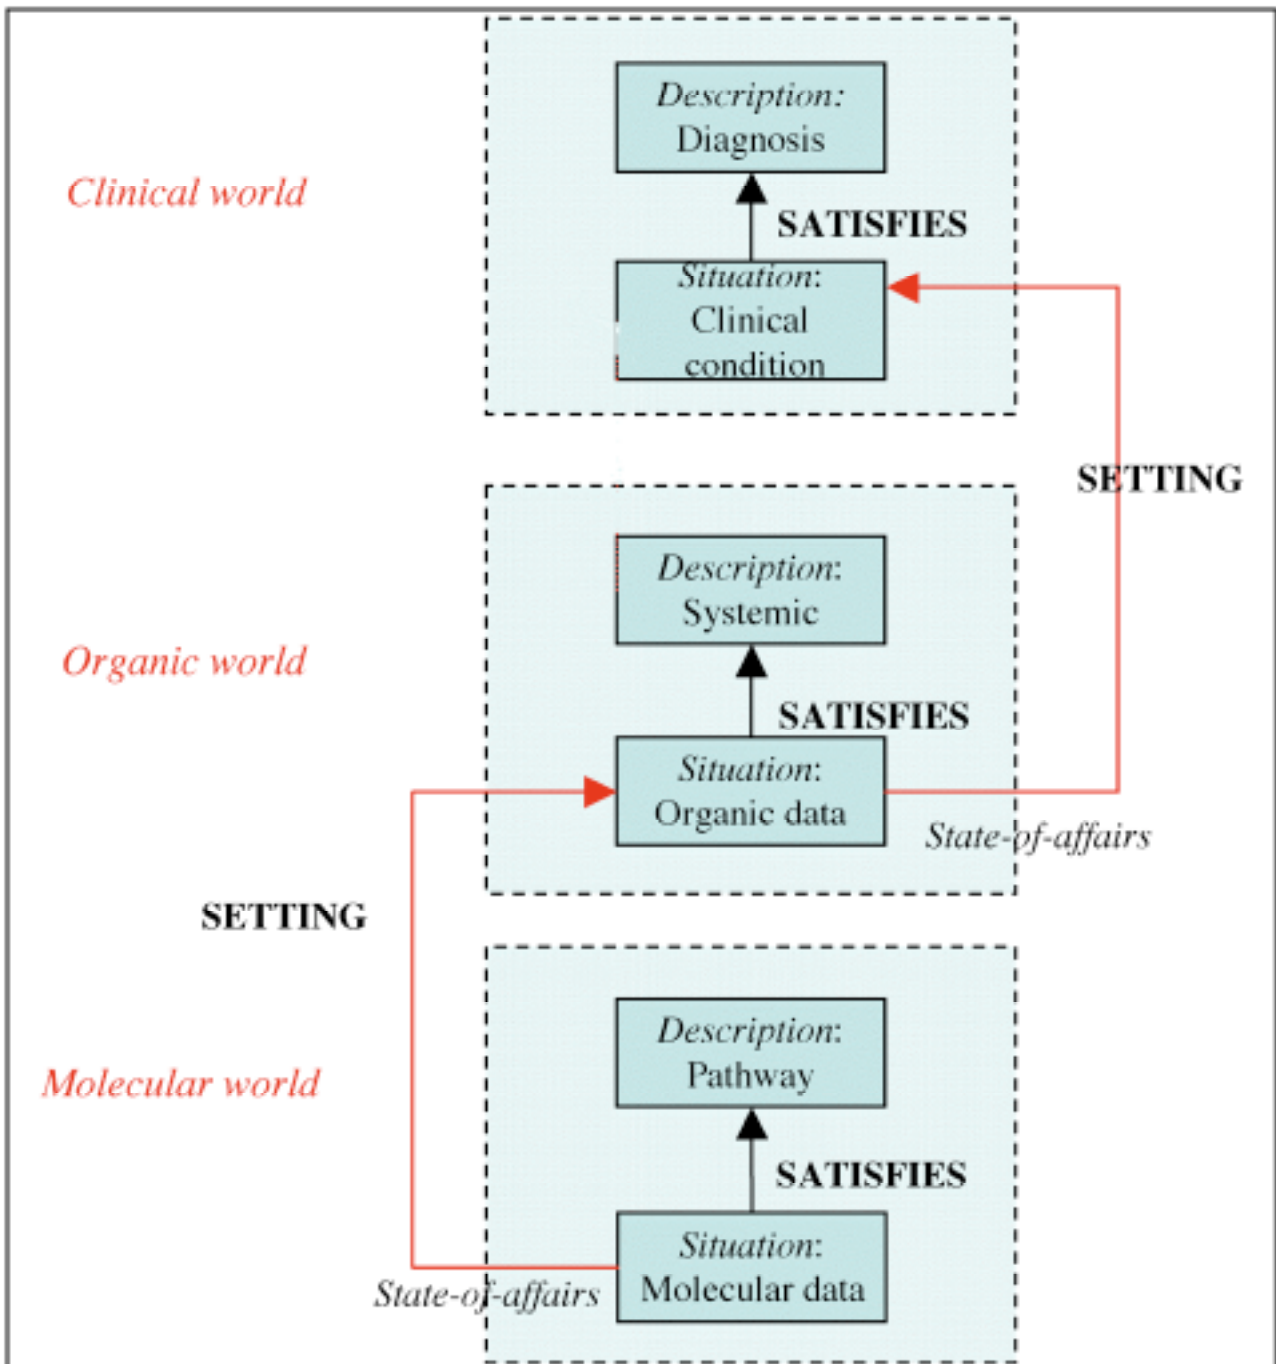 Description:
Diagnosis
Clinical world
SATISFIES
Situation:
Clinical
condition
SETTING
Description:
Systemic
Organic world
SATISFIES
Situation:
Organic data
State-of-affairs
SETTING
Description:
Pathway
Molecular world
SATISFIES
Situation:
Molecular data
State-of-affairs